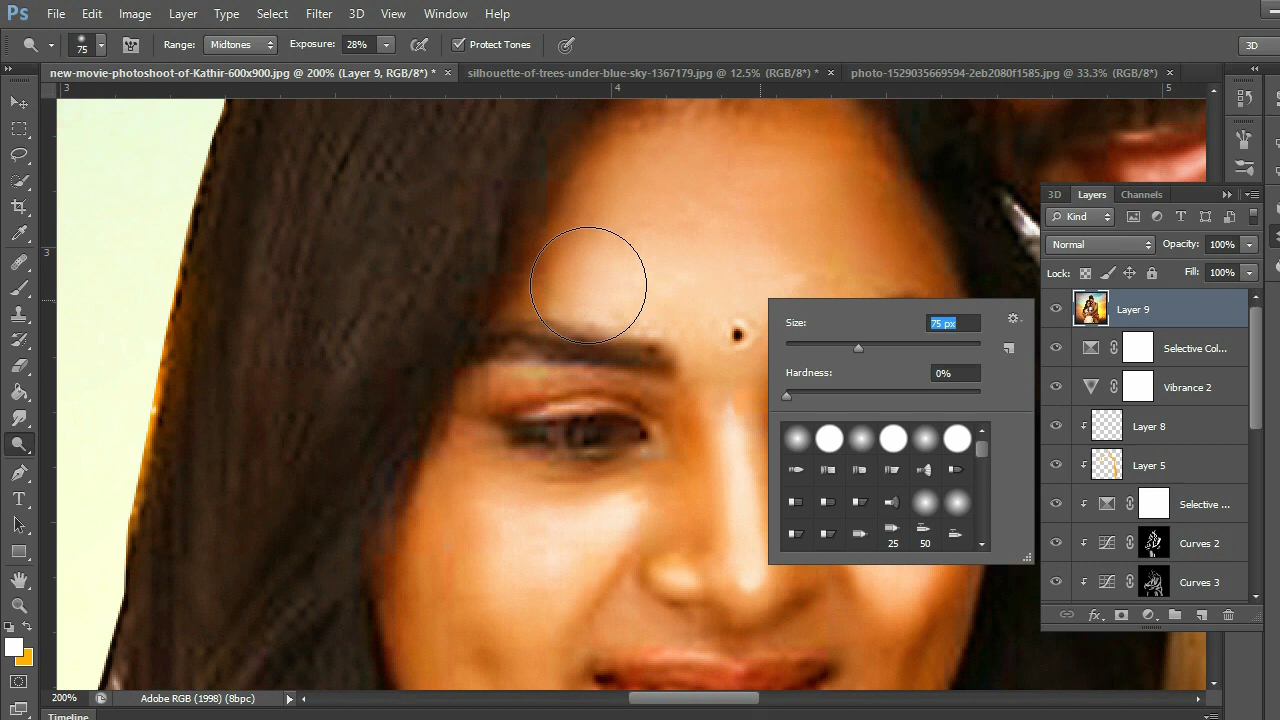 Ps File Edit Image Layer Type Select Filter 3D View Window Help
75 Range: Midtones Exposure: 28% Protect Tones 3D
new-movie-photoshoot-of-Kathir-600x900.jpg @ 200% (Layer 9, RGB/8*) * × silhouette-of-trees-under-blue-sky-1367179.jpg @ 12.5% (RGB/8*) * × photo-1529035669594-2eb2080f1585.jpg @ 33.3% (RGB/8*) ×
3 4 5
3
3D Layers Channels
Kind
Normal Opacity: 100%
Lock: Fill: 100%
Layer 9
Selective Col...
Vibrance 2
Layer 8
Layer 5
Selective ...
Curves 2
Curves 3
fx
Size: 75 px
Hardness: 0%
25 50
200% Adobe RGB (1998) (8bpc)
Timeline